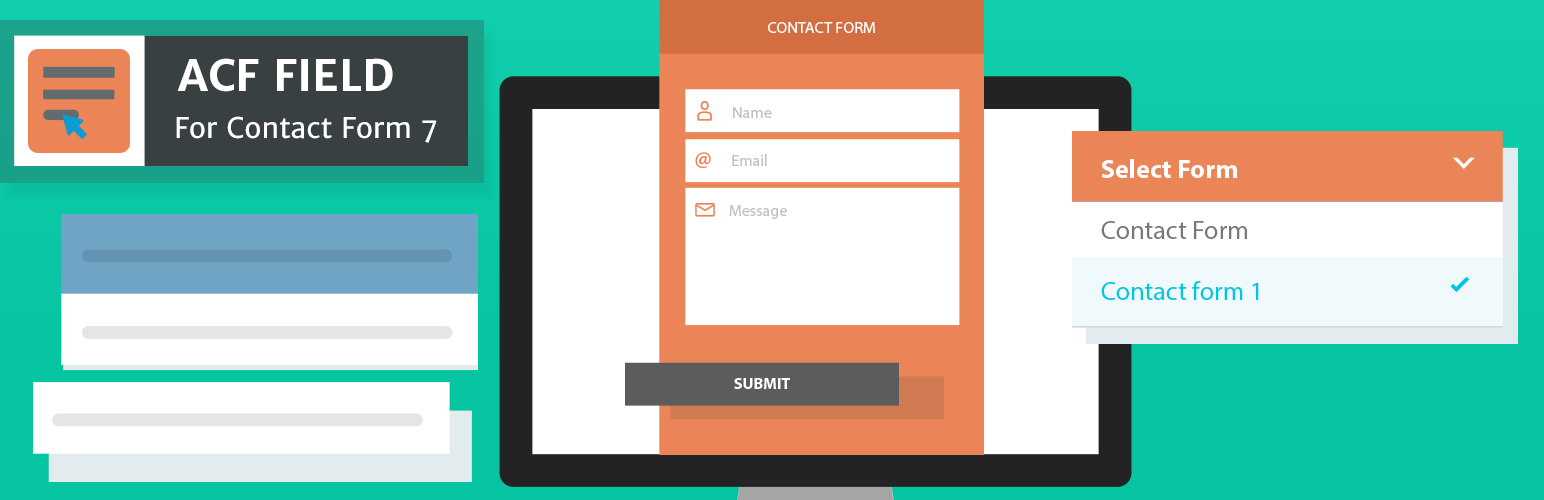 ACF FIELD
For Contact Form 7
CONTACT FORM
Name
@ Email
Message
SUBMIT
Select Form
Contact Form
Contact form 1